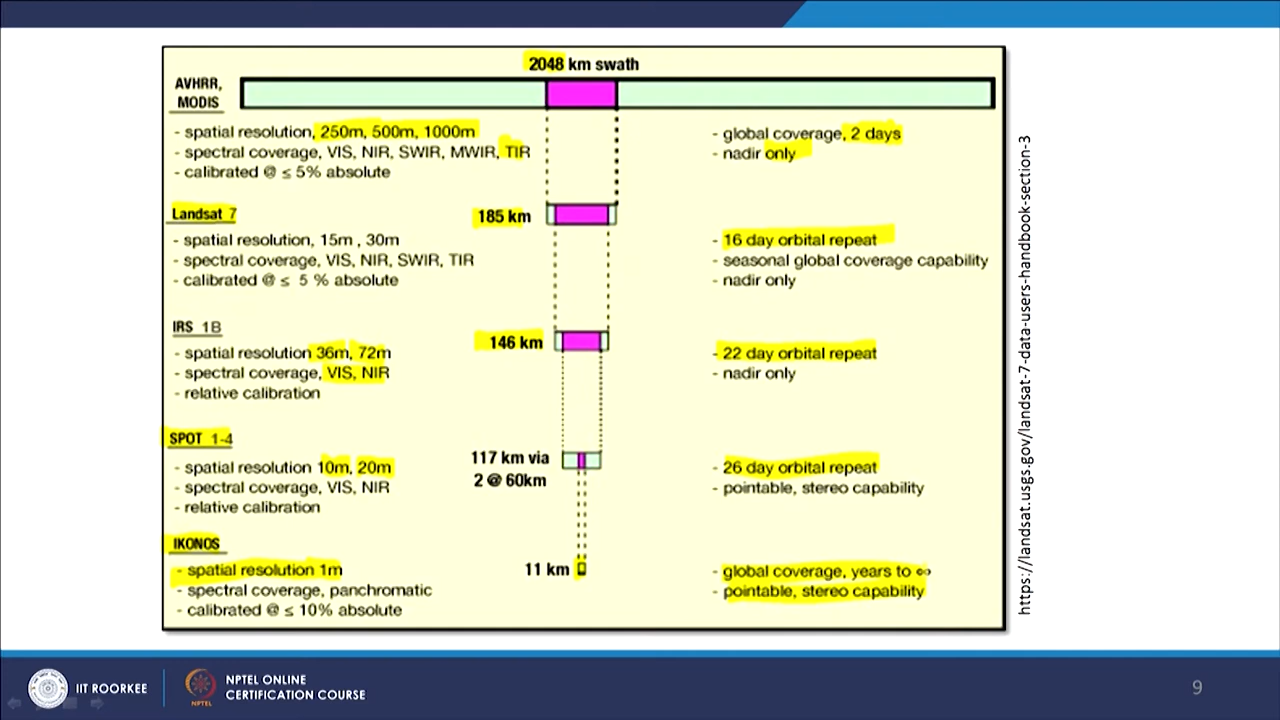 2048 km swath
AVHRR,
MODIS
- spatial resolution, 250m, 500m, 1000m
- spectral coverage, VIS, NIR, SWIR, MWIR, TIR
- calibrated @ ≤ 5% absolute
- global coverage, 2 days
- nadir only
Landsat 7
185 km
- spatial resolution, 15m , 30m
- spectral coverage, VIS, NIR, SWIR, TIR
- calibrated @ ≤ 5 % absolute
- 16 day orbital repeat
- seasonal global coverage capability
- nadir only
IRS 1B
146 km
- spatial resolution 36m, 72m
- spectral coverage, VIS, NIR
- relative calibration
- 22 day orbital repeat
- nadir only
SPOT 1-4
117 km via
2 @ 60km
- spatial resolution 10m, 20m
- spectral coverage, VIS, NIR
- relative calibration
- 26 day orbital repeat
- pointable, stereo capability
IKONOS
11 km
- spatial resolution 1m
- spectral coverage, panchromatic
- calibrated @ ≤ 10% absolute
- global coverage, years to ∞
- pointable, stereo capability
https://landsat.usgs.gov/landsat-7-data-users-handbook-section-3
IIT ROORKEE
NPTEL
NPTEL ONLINE
CERTIFICATION COURSE
9